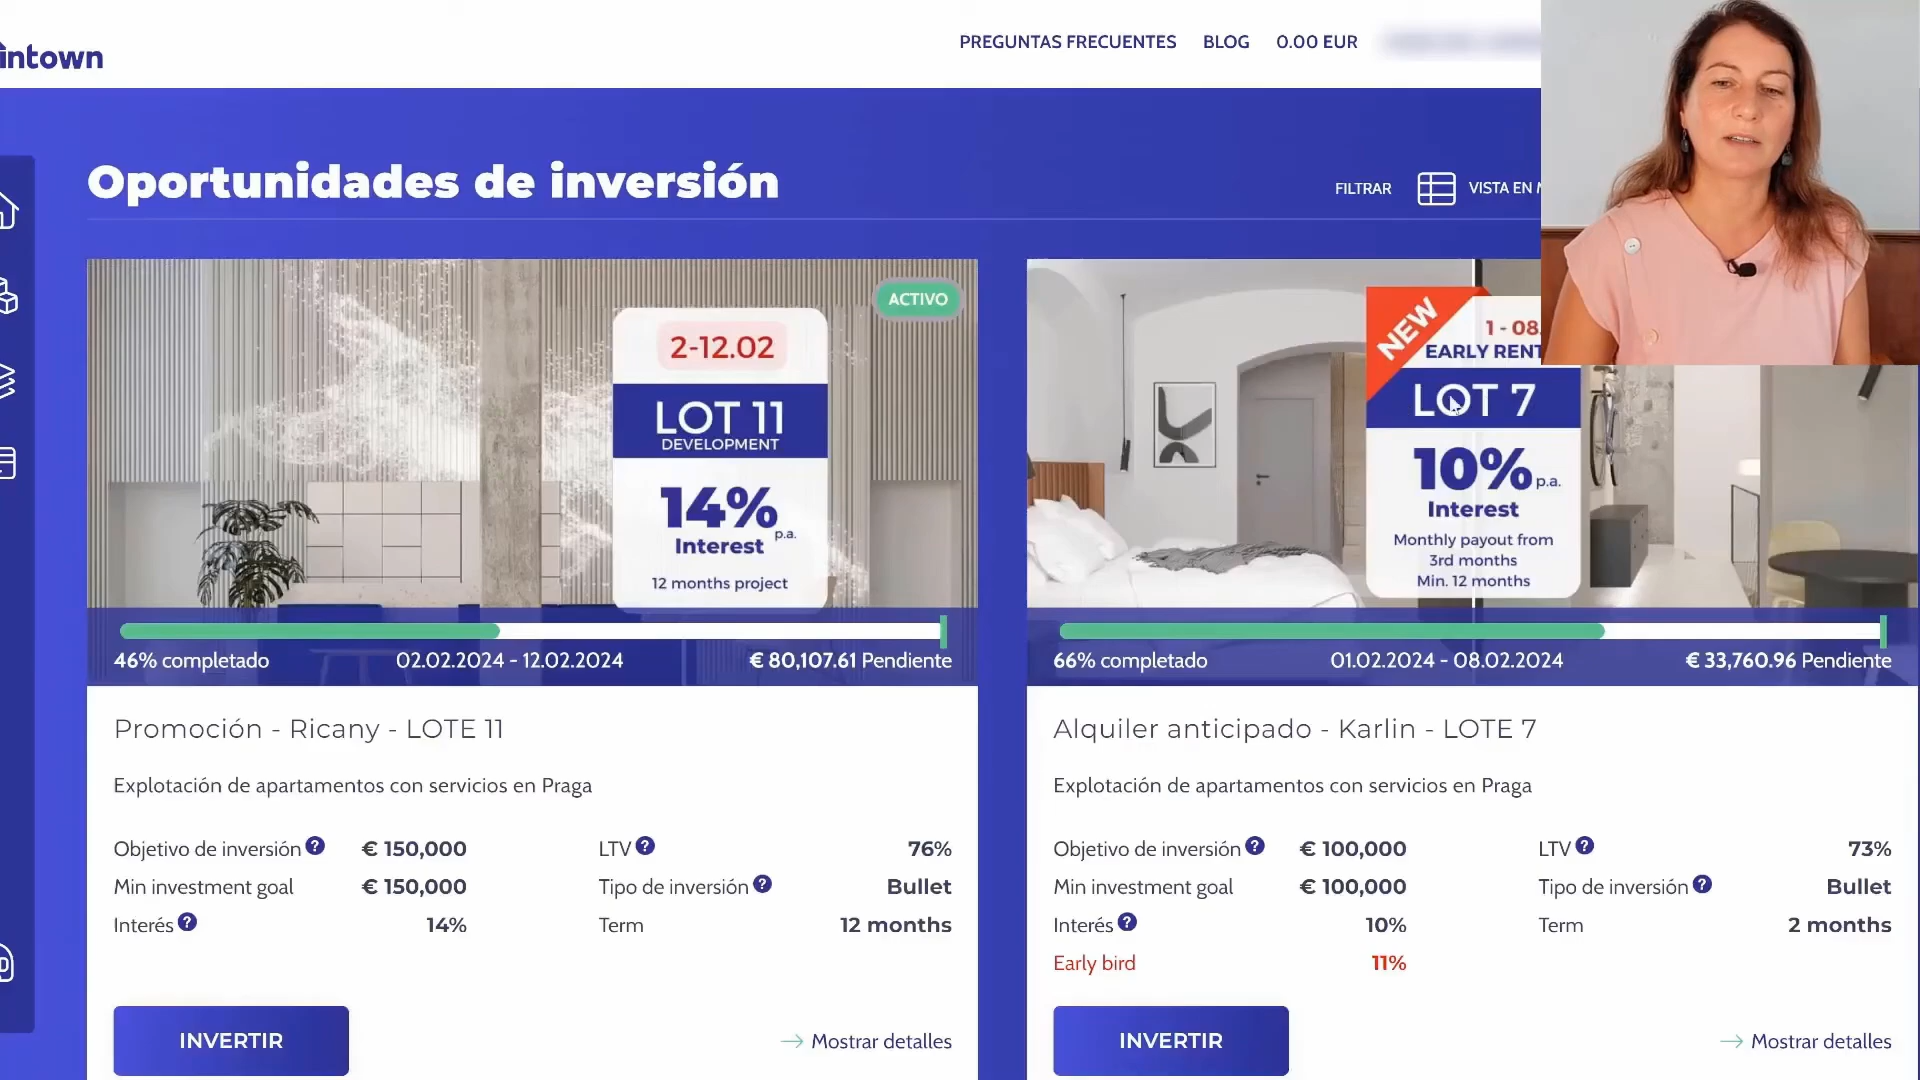 intown
PREGUNTAS FRECUENTES
BLOG
0.00 EUR
Oportunidades de inversión
FILTRAR
VISTA EN
ACTIVO
2-12.02
LOT 11
DEVELOPMENT
14% p.a.
Interest
12 months project
46% completado
02.02.2024 - 12.02.2024
€ 80,107.61 Pendiente
Promoción - Ricany - LOTE 11
Explotación de apartamentos con servicios en Praga
Objetivo de inversión ? € 150,000
LTV ? 76%
Min investment goal € 150,000
Tipo de inversión ? Bullet
Interés ? 14%
Term 12 months
INVERTIR
Mostrar detalles
NEW
1 - 08.
EARLY RENT
LOT 7
10% p.a.
Interest
Monthly payout from
3rd months
Min. 12 months
66% completado
01.02.2024 - 08.02.2024
€ 33,760.96 Pendiente
Alquiler anticipado - Karlin - LOTE 7
Explotación de apartamentos con servicios en Praga
Objetivo de inversión ? € 100,000
LTV ? 73%
Min investment goal € 100,000
Tipo de inversión ? Bullet
Interés ? 10%
Term 2 months
Early bird 11%
INVERTIR
Mostrar detalles